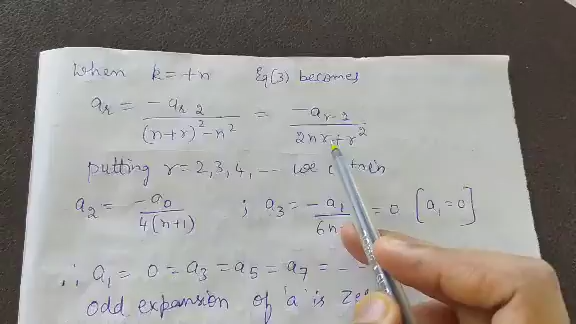 When k = +n Eq(3) becomes
aᵣ = -aᵣ₋₂ / (n+r)² - n² = -aᵣ₋₂ / 2nr + r²
putting r = 2, 3, 4, --- we
a₂ = -a₀ / 4(n+1) ; a₃ = -a₁ / 6n = 0 [a₁ = 0]
∴ a₁ = 0 = a₃ = a₅ = a₇ = - -
odd expansion of 'a' is